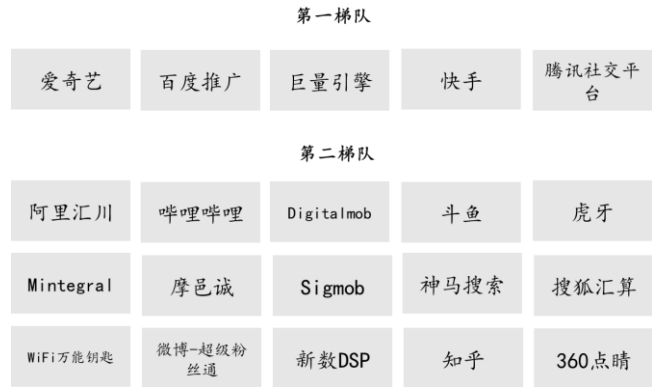 第一梯队
爱奇艺
百度推广
巨量引擎
快手
腾讯社交平
台
第二梯队
阿里汇川
哔哩哔哩
Digitalmob
斗鱼
虎牙
Mintegral
摩邑诚
Sigmob
神马搜索
搜狐汇算
WiFi万能钥匙
微博-超级粉
丝通
新数DSP
知乎
360点睛